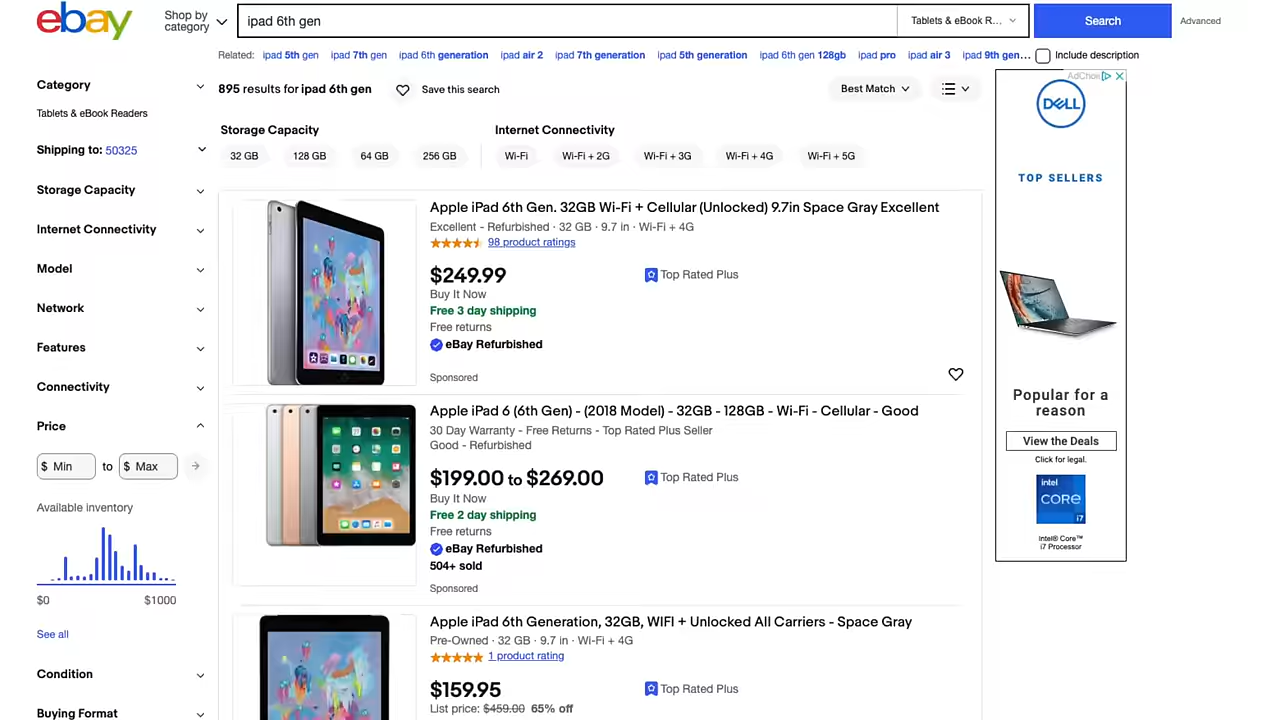 ebay
Shop by
category
ipad 6th gen
Tablets & eBook R...
Search
Advanced
Related: ipad 5th gen ipad 7th gen ipad 6th generation ipad air 2 ipad 7th generation ipad 5th generation ipad 6th gen 128gb ipad pro ipad air 3 ipad 9th gen...
Include description
Category
Tablets & eBook Readers
Shipping to: 50325
Storage Capacity
Internet Connectivity
Model
Network
Features
Connectivity
Price
$ Min to $ Max
Available inventory
$0 $1000
See all
Condition
Buying Format
895 results for ipad 6th gen
Save this search
Best Match
Storage Capacity
32 GB 128 GB 64 GB 256 GB
Internet Connectivity
Wi-Fi Wi-Fi + 2G Wi-Fi + 3G Wi-Fi + 4G Wi-Fi + 5G
Apple iPad 6th Gen. 32GB Wi-Fi + Cellular (Unlocked) 9.7in Space Gray Excellent
Excellent - Refurbished · 32 GB · 9.7 in · Wi-Fi + 4G
98 product ratings
$249.99
Top Rated Plus
Buy It Now
Free 3 day shipping
Free returns
eBay Refurbished
Sponsored
Apple iPad 6 (6th Gen) - (2018 Model) - 32GB - 128GB - Wi-Fi - Cellular - Good
30 Day Warranty - Free Returns - Top Rated Plus Seller
Good - Refurbished
$199.00 to $269.00
Top Rated Plus
Buy It Now
Free 2 day shipping
Free returns
eBay Refurbished
504+ sold
Sponsored
Apple iPad 6th Generation, 32GB, WIFI + Unlocked All Carriers - Space Gray
Pre-Owned · 32 GB · 9.7 in · Wi-Fi + 4G
1 product rating
$159.95
Top Rated Plus
List price: $459.00 65% off
AdChoi
DELL
TOP SELLERS
Popular for a
reason
View the Deals
Click for legal.
intel
CORE
i7
Intel® Core™
i7 Processor